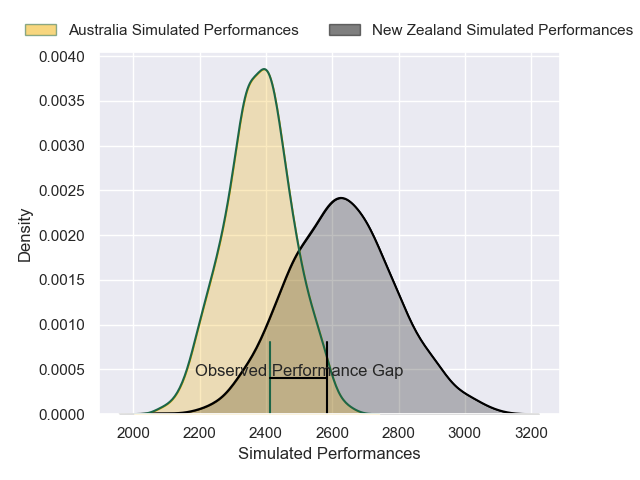 Australia Simulated Performances New Zealand Simulated Performances
0.0040
0.0035
0.0030
0.0025
0.0020
0.0015
0.0010
0.0005
0.0000
Density
Observed Performance Gap
2000 2200 2400 2600 2800 3000 3200
Simulated Performances